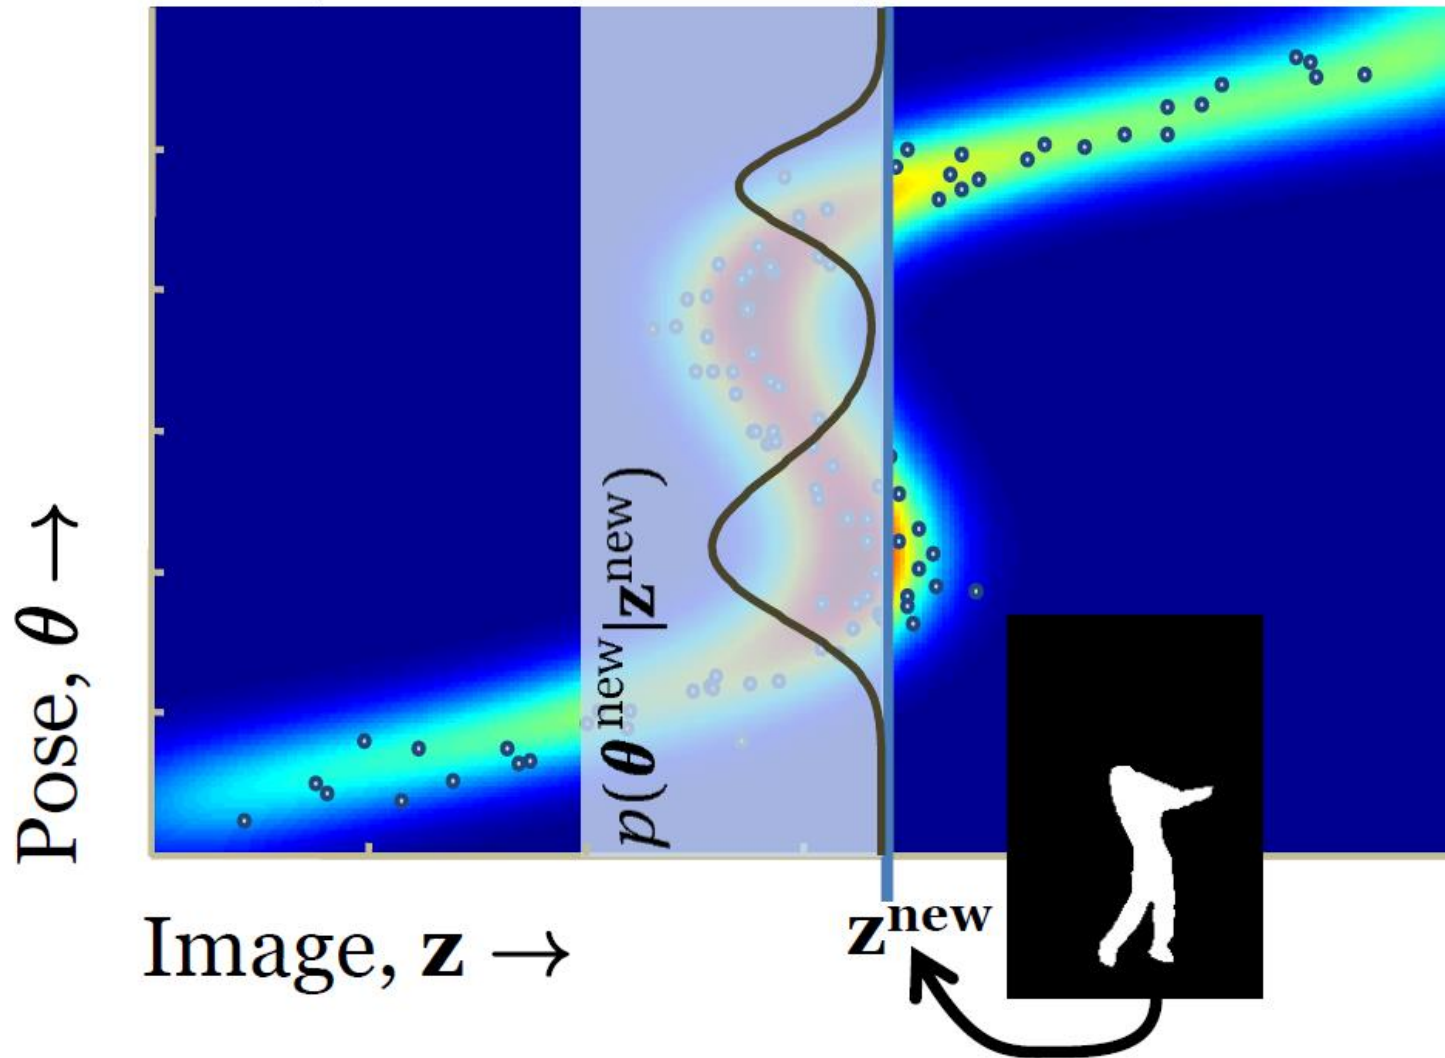 Pose, θ →
p(θ^new|z^new)
Image, z →
z^new